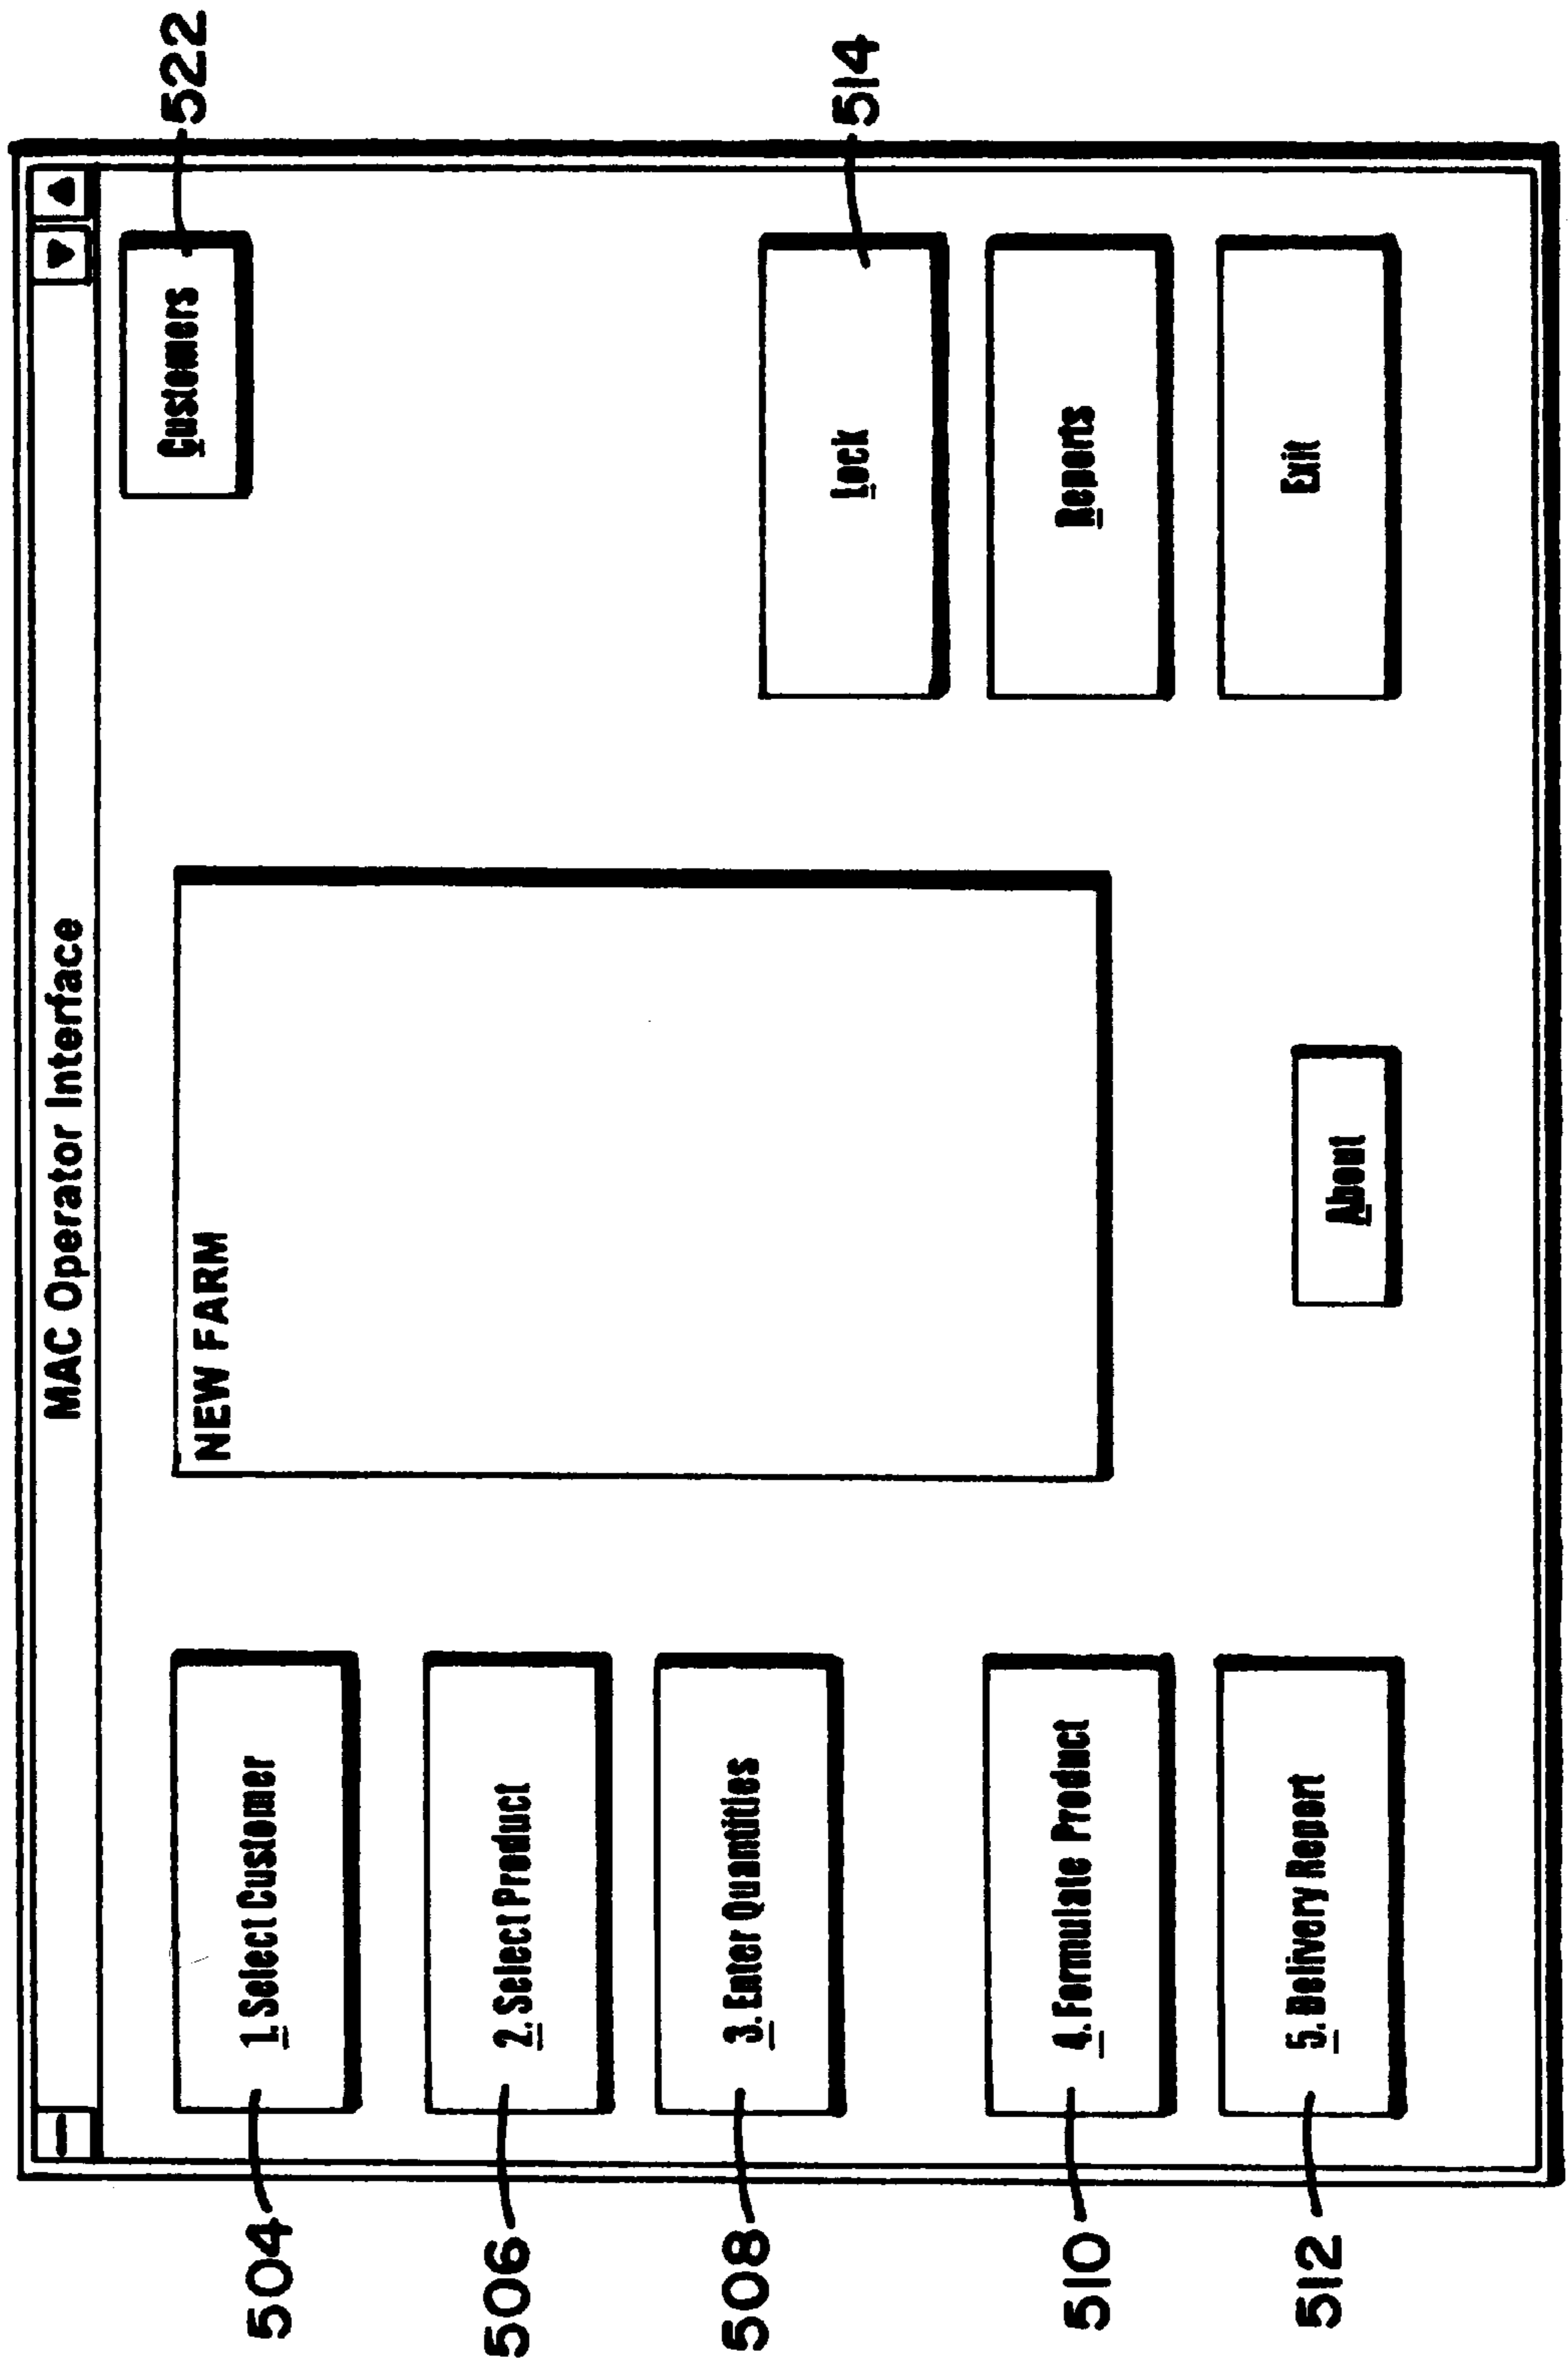 MAC Operator Interface
522
Customers
504
1. Select Customer
NEW FARM
506
2. Select Product
508
3. Enter Quantities
Lock
514
510
4. Formulate Product
Reports
512
5. Delivery Report
About
Exit